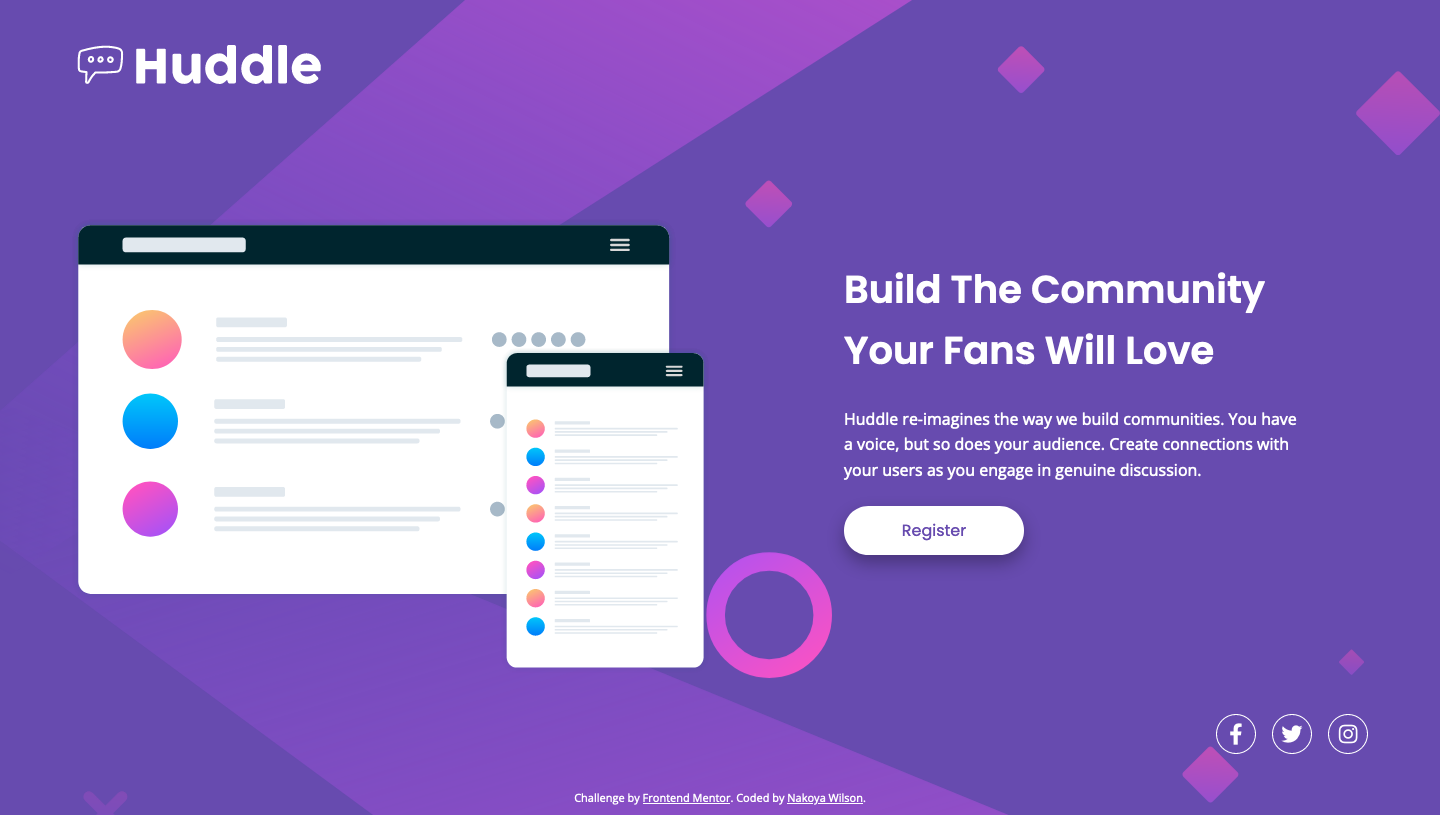 Huddle
Build The Community
Your Fans Will Love
Huddle re-imagines the way we build communities. You have
a voice, but so does your audience. Create connections with
your users as you engage in genuine discussion.
Register
Challenge by Frontend Mentor. Coded by Nakoya Wilson.